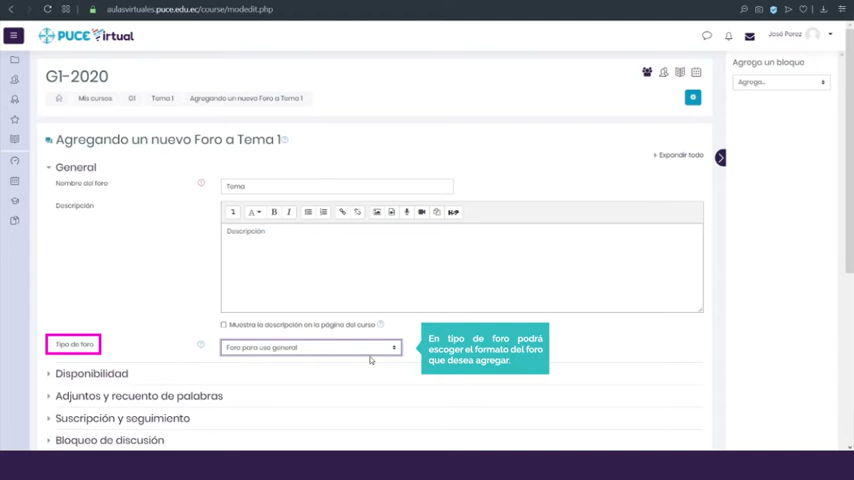 aulasvirtuales.puce.edu.ec/course/modedit.php
PUCE Virtual
José Perez
G1-2020
Mis cursos G1 Tema 1 Agregando un nuevo Foro a Tema 1
Agrega un bloque
Agrega...
Agregando un nuevo Foro a Tema 1
Expandir todo
General
Nombre del foro
Tema
Descripción
A B I
H-P
Descripción
Muestra la descripción en la página del curso
Tipo de foro
Foro para uso general
En tipo de foro podrá
escoger el formato del foro
que desea agregar.
Disponibilidad
Adjuntos y recuento de palabras
Suscripción y seguimiento
Bloqueo de discusión